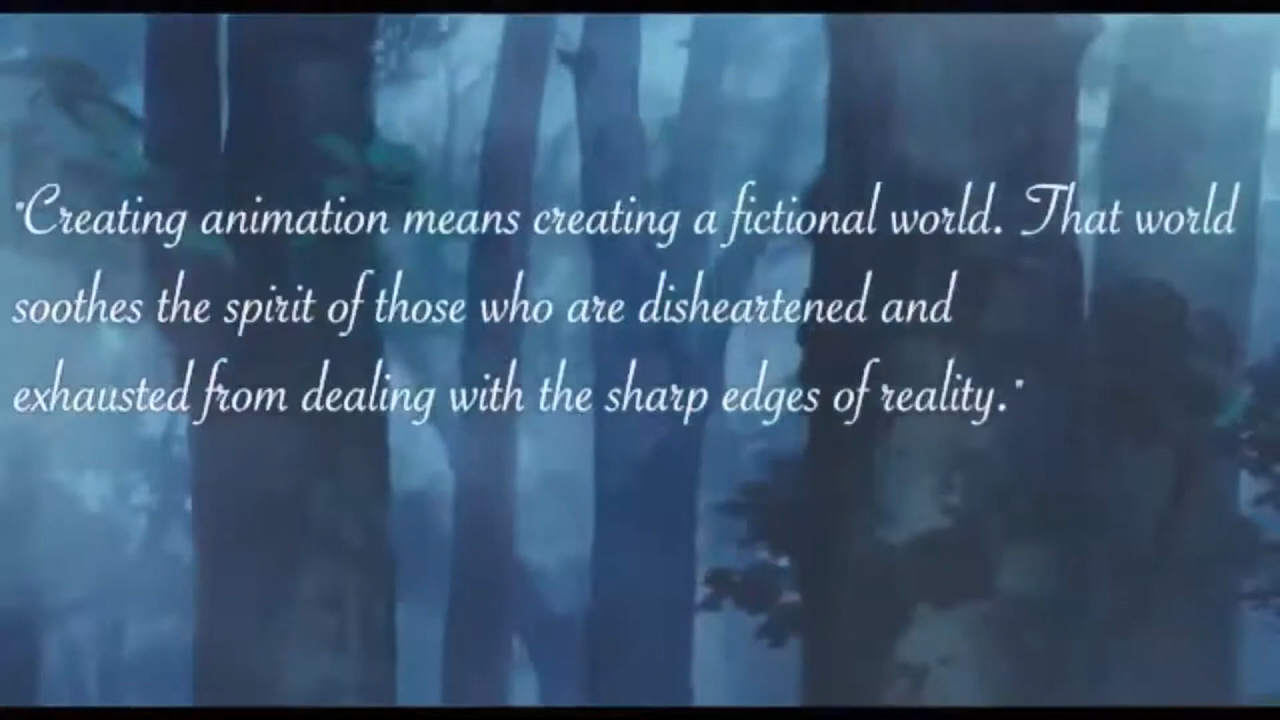 "Creating animation means creating a fictional world. That world
soothes the spirit of those who are disheartened and
exhausted from dealing with the sharp edges of reality."